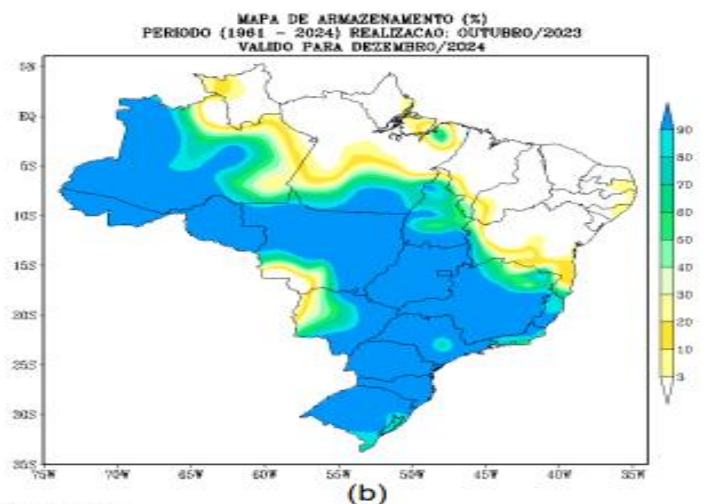 MAPA DE ARMAZENAMENTO (%)
PERIODO (1961 - 2024) REALIZACAO: OUTUBRO/2023
VALIDO PARA DEZEMBRO/2024
5N
EQ
5S
10S
15S
20S
25S
30S
35S
75W 70W 65W 60W 55W 50W 45W 40W 35W
90
80
70
60
50
40
30
20
10
3
(b)